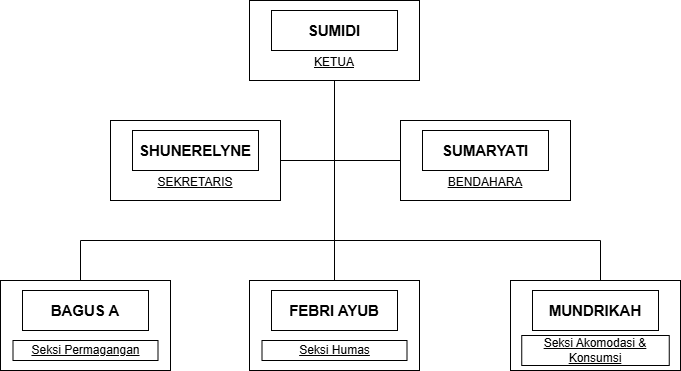 SUMIDI
KETUA
SHUNERELYNE
SEKRETARIS
SUMARYATI
BENDAHARA
BAGUS A
Seksi Permagangan
FEBRI AYUB
Seksi Humas
MUNDRIKAH
Seksi Akomodasi &
Konsumsi